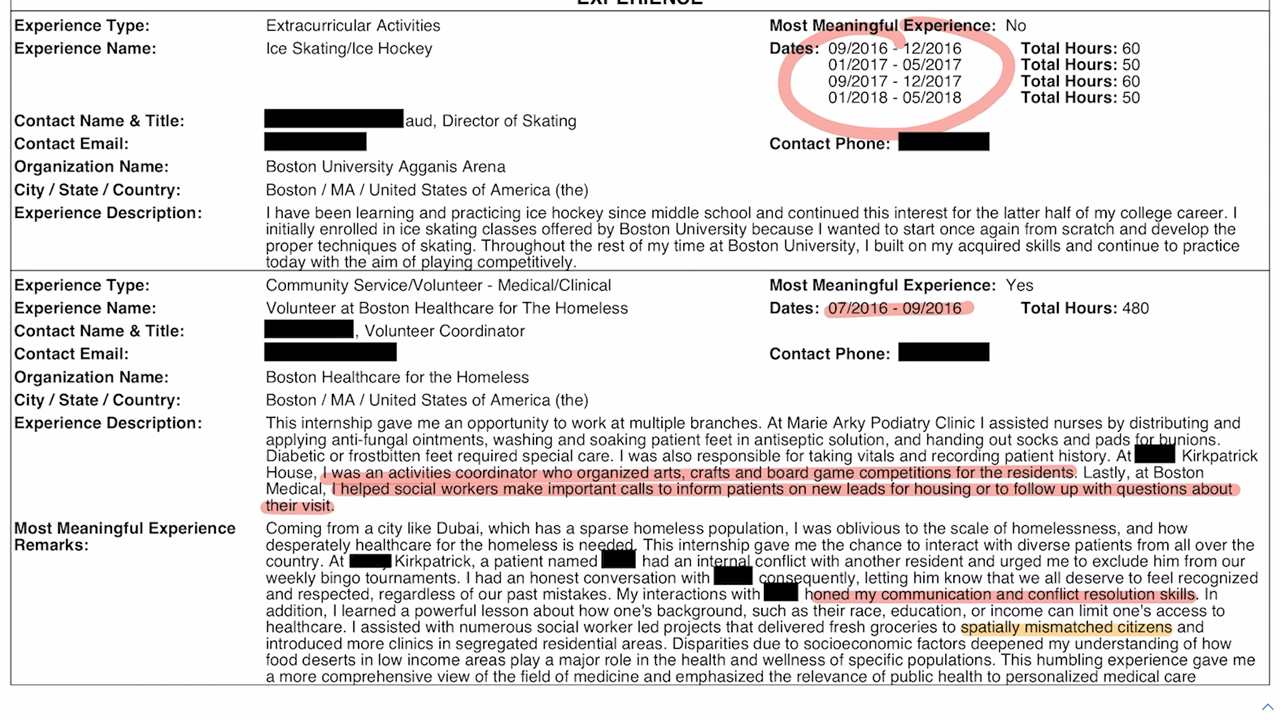 EXPERIENCE
Experience Type: Extracurricular Activities Most Meaningful Experience: No
Experience Name: Ice Skating/Ice Hockey Dates: 09/2016 - 12/2016 Total Hours: 60
01/2017 - 05/2017 Total Hours: 50
09/2017 - 12/2017 Total Hours: 60
01/2018 - 05/2018 Total Hours: 50
Contact Name & Title: aud, Director of Skating
Contact Email: Contact Phone:
Organization Name: Boston University Agganis Arena
City / State / Country: Boston / MA / United States of America (the)
Experience Description: I have been learning and practicing ice hockey since middle school and continued this interest for the latter half of my college career. I
initially enrolled in ice skating classes offered by Boston University because I wanted to start once again from scratch and develop the
proper techniques of skating. Throughout the rest of my time at Boston University, I built on my acquired skills and continue to practice
today with the aim of playing competitively.
Experience Type: Community Service/Volunteer - Medical/Clinical Most Meaningful Experience: Yes
Experience Name: Volunteer at Boston Healthcare for The Homeless Dates: 07/2016 - 09/2016 Total Hours: 480
Contact Name & Title: , Volunteer Coordinator
Contact Email: Contact Phone:
Organization Name: Boston Healthcare for the Homeless
City / State / Country: Boston / MA / United States of America (the)
Experience Description: This internship gave me an opportunity to work at multiple branches. At Marie Arky Podiatry Clinic I assisted nurses by distributing and
applying anti-fungal ointments, washing and soaking patient feet in antiseptic solution, and handing out socks and pads for bunions.
Diabetic or frostbitten feet required special care. I was also responsible for taking vitals and recording patient history. At Kirkpatrick
House, I was an activities coordinator who organized arts, crafts and board game competitions for the residents. Lastly, at Boston
Medical, I helped social workers make important calls to inform patients on new leads for housing or to follow up with questions about
their visit.
Most Meaningful Experience Coming from a city like Dubai, which has a sparse homeless population, I was oblivious to the scale of homelessness, and how
Remarks: desperately healthcare for the homeless is needed. This internship gave me the chance to interact with diverse patients from all over the
country. At Kirkpatrick, a patient named had an internal conflict with another resident and urged me to exclude him from our
weekly bingo tournaments. I had an honest conversation with consequently, letting him know that we all deserve to feel recognized
and respected, regardless of our past mistakes. My interactions with honed my communication and conflict resolution skills. In
addition, I learned a powerful lesson about how one's background, such as their race, education, or income can limit one's access to
healthcare. I assisted with numerous social worker led projects that delivered fresh groceries to spatially mismatched citizens and
introduced more clinics in segregated residential areas. Disparities due to socioeconomic factors deepened my understanding of how
food deserts in low income areas play a major role in the health and wellness of specific populations. This humbling experience gave me
a more comprehensive view of the field of medicine and emphasized the relevance of public health to personalized medical care